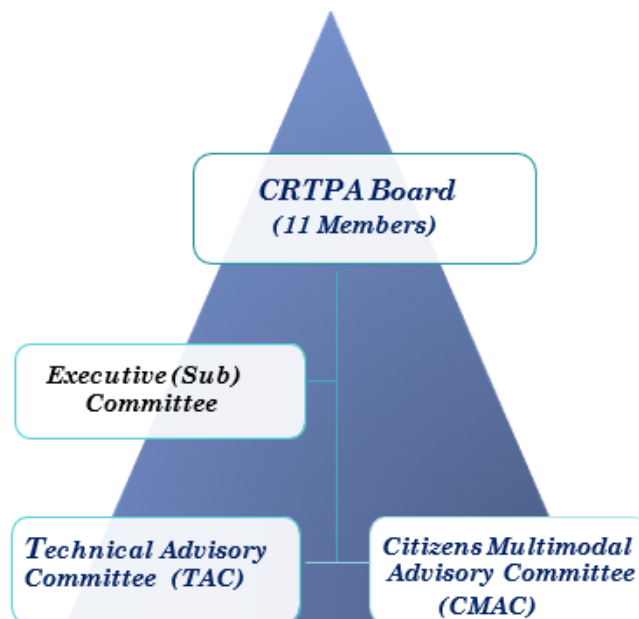 CRTPA Board
(11 Members)
Executive (Sub)
Committee
Technical Advisory
Committee (TAC)
Citizens Multimodal
Advisory Committee
(CMAC)